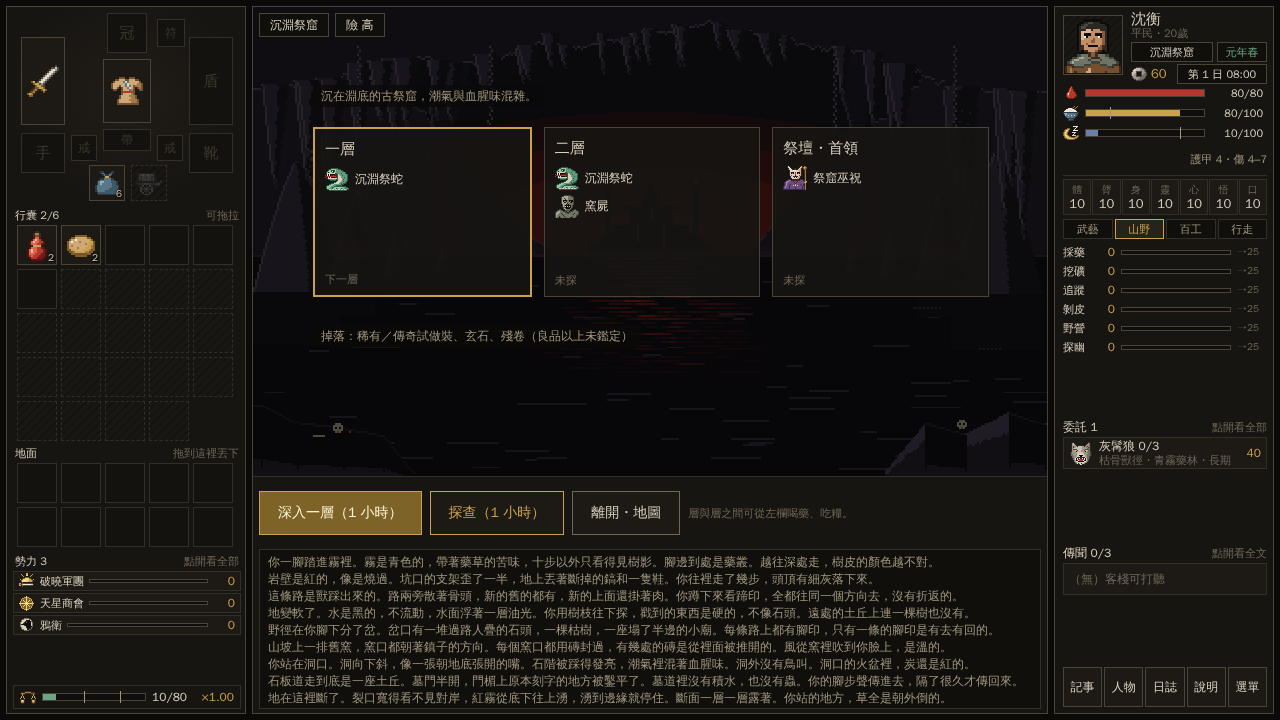 冠
符
盾
手
戒
帶
戒
靴
6
行囊 2/6
可拖拉
2
2
地面
拖到這裡丟下
勢力 3
點開看全部
破曉軍團
0
天星商會
0
鴉衛
0
10/80
×1.00
沉淵祭窟
險 高
沉在淵底的古祭窟，潮氣與血腥味混雜。
一層
沉淵祭蛇
下一層
二層
沉淵祭蛇
窯屍
未探
祭壇・首領
祭窟巫祝
未探
掉落：稀有／傳奇試做裝、玄石、殘卷（良品以上未鑑定）
深入一層（1 小時）
探查（1 小時）
離開・地圖
層與層之間可從左欄喝藥、吃糧。
你一腳踏進霧裡。霧是青色的，帶著藥草的苦味，十步以外只看得見樹影。腳邊到處是藥叢。越往深處走，樹皮的顏色越不對。
岩壁是紅的，像是燒過。坑口的支架歪了一半，地上丟著斷掉的鎬和一隻鞋。你往裡走了幾步，頭頂有細灰落下來。
這條路是獸踩出來的。路兩旁散著骨頭，新的舊的都有，新的上面還掛著肉。你蹲下來看蹄印，全都往同一個方向去，沒有折返的。
地變軟了。水是黑的，不流動，水面浮著一層油光。你用樹枝往下探，戳到的東西是硬的，不像石頭。遠處的土丘上連一棵樹也沒有。
野徑在你腳下分了岔。岔口有一堆過路人疊的石頭，一棵枯樹，一座塌了半邊的小廟。每條路上都有腳印，只有一條的腳印是有去有回的。
山坡上一排舊窯，窯口都朝著鎮子的方向。每個窯口都用磚封過，有幾處的磚是從裡面被推開的。風從窯裡吹到你臉上，是溫的。
你站在洞口。洞向下斜，像一張朝地底張開的嘴。石階被踩得發亮，潮氣裡混著血腥味。洞外沒有鳥叫。洞口的火盆裡，炭還是紅的。
石板道走到底是一座土丘。墓門半開，門楣上原本刻字的地方被鑿平了。墓道裡沒有積水，也沒有蟲。你的腳步聲傳進去，隔了很久才傳回來。
地在這裡斷了。裂口寬得看不見對岸，紅霧從底下往上湧，湧到邊緣就停住。斷面一層一層露著。你站的地方，草全是朝外倒的。
沈衡
平民・20歲
沉淵祭窟
元年春
60
第 1 日 08:00
80/80
80/100
10/100
護甲 4・傷 4–7
體
臂
身
靈
心
悟
口
10
10
10
10
10
10
10
武藝
山野
百工
行走
採藥
0
→25
挖礦
0
→25
追蹤
0
→25
剝皮
0
→25
野營
0
→25
探幽
0
→25
委託 1
點開看全部
灰髯狼 0/3
枯骨獸徑・青霧藥林・長期
40
傳聞 0/3
點開看全文
（無）客棧可打聽
記事
人物
日誌
說明
選單